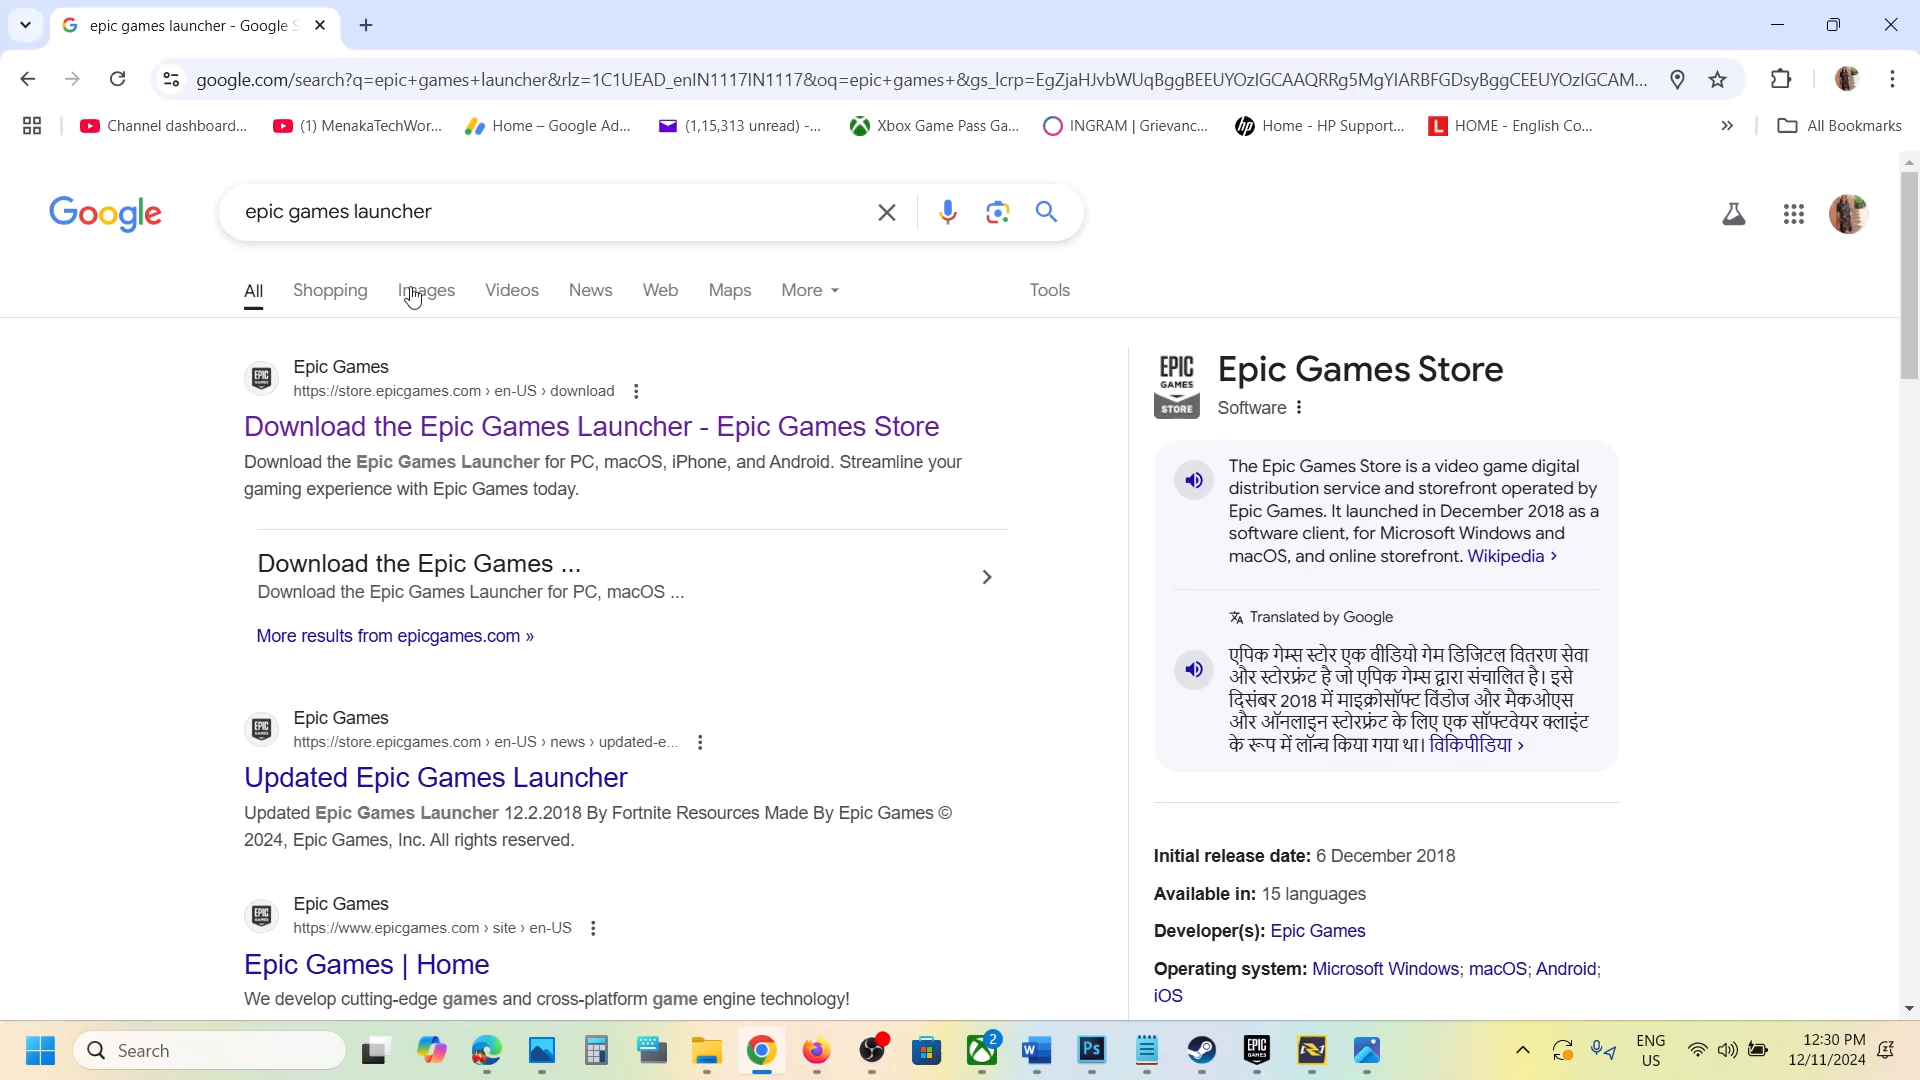 epic games launcher - Google S
google.com/search?q=epic+games+launcher&rlz=1C1UEAD_enIN1117IN1117&oq=epic+games+&gs_lcrp=EgZjaHJvbWUqBggBEEUYOzIGCAAQRRg5MgYIARBFGDsyBggCEEUYOzIGCAM...
Channel dashboard...
(1) MenakaTechWor...
Home – Google Ad...
(1,15,313 unread) -...
Xbox Game Pass Ga...
INGRAM | Grievanc...
Home - HP Support...
HOME - English Co...
All Bookmarks
Google
epic games launcher
All
Shopping
Images
Videos
News
Web
Maps
More
Tools
Epic Games
https://store.epicgames.com › en-US › download
Download the Epic Games Launcher - Epic Games Store
Download the Epic Games Launcher for PC, macOS, iPhone, and Android. Streamline your
gaming experience with Epic Games today.
Download the Epic Games ...
Download the Epic Games Launcher for PC, macOS ...
More results from epicgames.com »
Epic Games
https://store.epicgames.com › en-US › news › updated-e...
Updated Epic Games Launcher
Updated Epic Games Launcher 12.2.2018 By Fortnite Resources Made By Epic Games ©
2024, Epic Games, Inc. All rights reserved.
Epic Games
https://www.epicgames.com › site › en-US
Epic Games | Home
We develop cutting-edge games and cross-platform game engine technology!
EPIC
GAMES
STORE
Epic Games Store
Software
The Epic Games Store is a video game digital
distribution service and storefront operated by
Epic Games. It launched in December 2018 as a
software client, for Microsoft Windows and
macOS, and online storefront. Wikipedia ›
Translated by Google
एपिक गेम्स स्टोर एक वीडियो गेम डिजिटल वितरण सेवा
और स्टोरफ्रंट है जो एपिक गेम्स द्वारा संचालित है। इसे
दिसंबर 2018 में माइक्रोसॉफ्ट विंडोज और मैकओएस
और ऑनलाइन स्टोरफ्रंट के लिए एक सॉफ्टवेयर क्लाइंट
के रूप में लॉन्च किया गया था। विकिपीडिया ›
Initial release date: 6 December 2018
Available in: 15 languages
Developer(s): Epic Games
Operating system: Microsoft Windows; macOS; Android;
iOS
Search
2
ENG
US
12:30 PM
12/11/2024